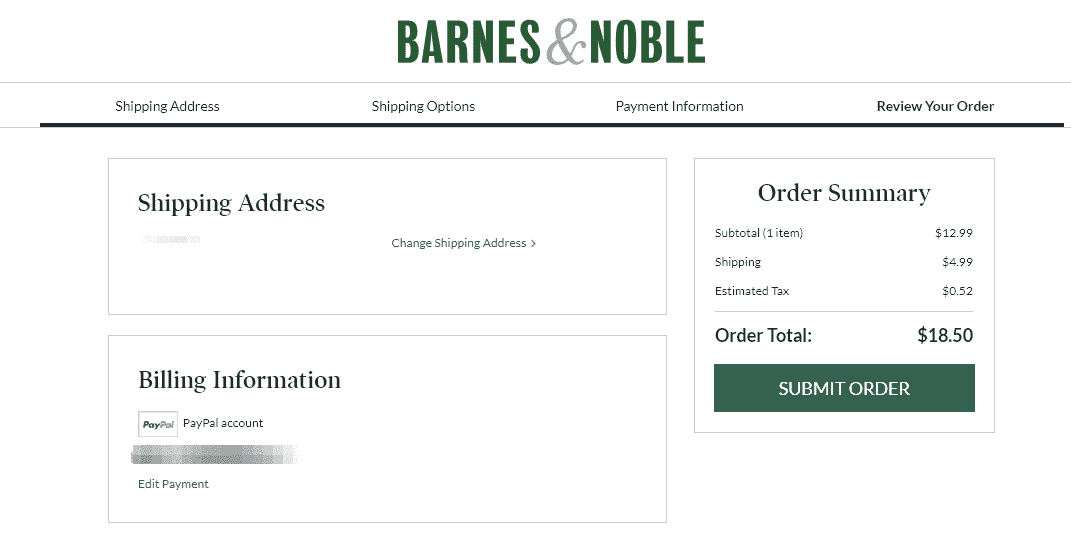 BARNES & NOBLE
Shipping Address Shipping Options Payment Information Review Your Order
Shipping Address
Change Shipping Address >
Billing Information
PayPal PayPal account
Edit Payment
Order Summary
Subtotal (1 item) $12.99
Shipping $4.99
Estimated Tax $0.52
Order Total: $18.50
SUBMIT ORDER